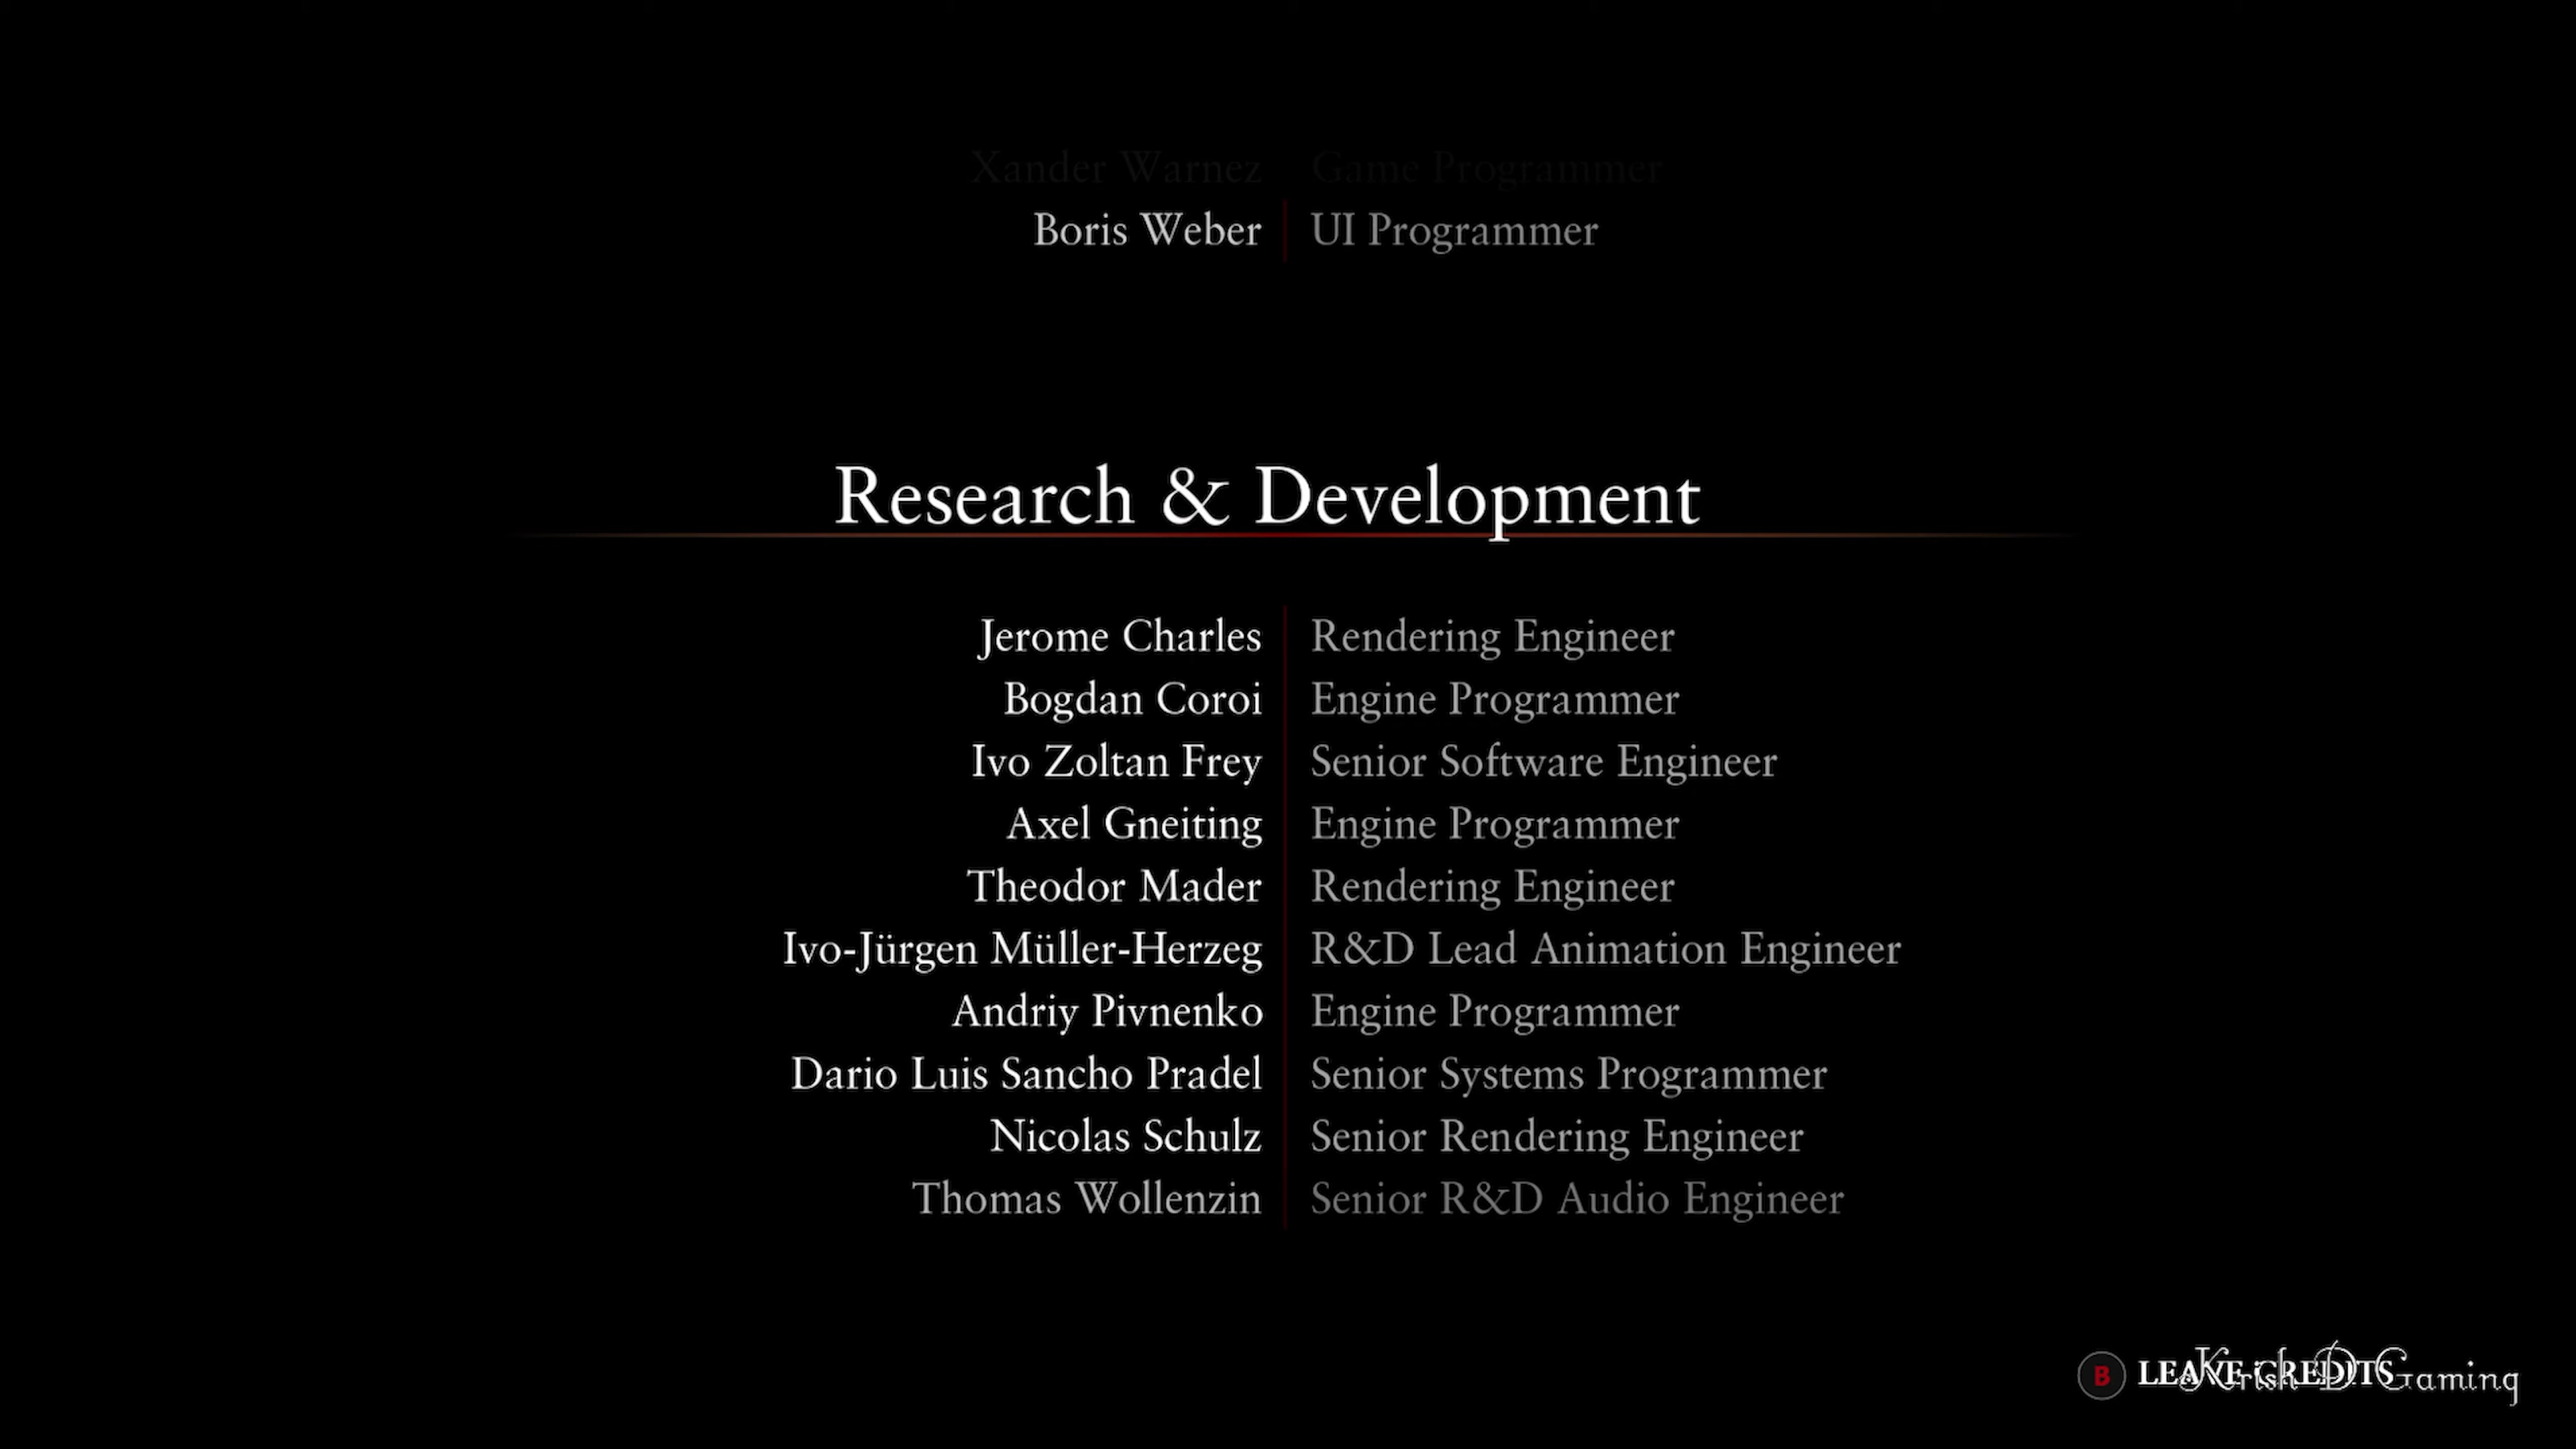 Xander Warnez Game Programmer
Boris Weber UI Programmer
Research & Development
Jerome Charles Rendering Engineer
Bogdan Coroi Engine Programmer
Ivo Zoltan Frey Senior Software Engineer
Axel Gneiting Engine Programmer
Theodor Mader Rendering Engineer
Ivo-Jürgen Müller-Herzeg R&D Lead Animation Engineer
Andriy Pivnenko Engine Programmer
Dario Luis Sancho Pradel Senior Systems Programmer
Nicolas Schulz Senior Rendering Engineer
Thomas Wollenzin Senior R&D Audio Engineer
B LEAVE CREDITS
Krish D Gaming